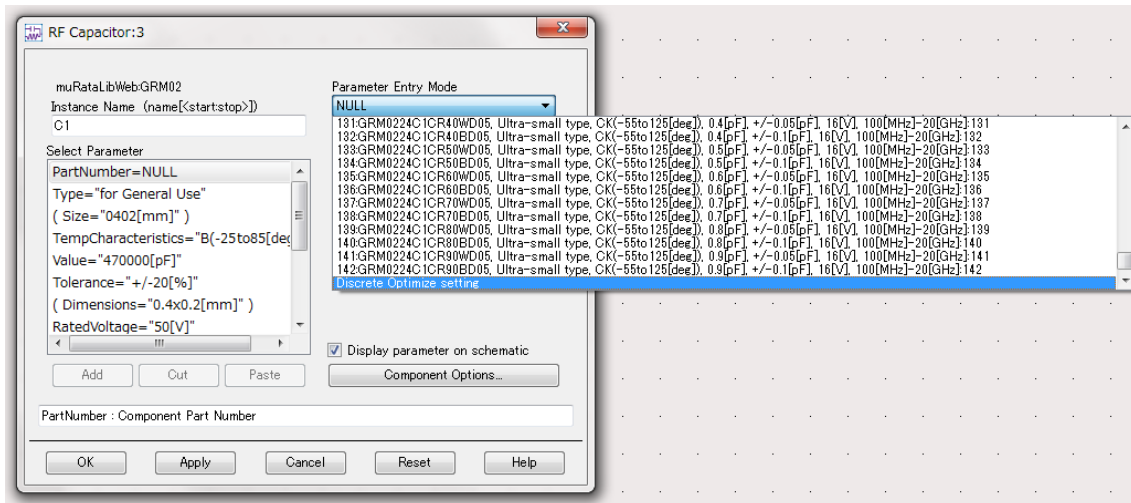 RF Capacitor:3
muRataLibWeb:GRM02
Instance Name (name[<start:stop>])
C1
Select Parameter
PartNumber=NULL
Type="for General Use"
( Size="0402[mm]" )
TempCharacteristics="B(-25to85[deg
Value="470000[pF]"
Tolerance="+/-20[%]"
( Dimensions="0.4x0.2[mm]" )
RatedVoltage="50[V]"
Add
Cut
Paste
Parameter Entry Mode
NULL
131:GRM0224C1CR40WD05, Ultra-small type, CK(-55to125[deg]), 0.4[pF], +/-0.05[pF], 16[V], 100[MHz]-20[GHz]:131
132:GRM0224C1CR40BD05, Ultra-small type, CK(-55to125[deg]), 0.4[pF], +/-0.1[pF], 16[V], 100[MHz]-20[GHz]:132
133:GRM0224C1CR50WD05, Ultra-small type, CK(-55to125[deg]), 0.5[pF], +/-0.05[pF], 16[V], 100[MHz]-20[GHz]:133
134:GRM0224C1CR50BD05, Ultra-small type, CK(-55to125[deg]), 0.5[pF], +/-0.1[pF], 16[V], 100[MHz]-20[GHz]:134
135:GRM0224C1CR60WD05, Ultra-small type, CK(-55to125[deg]), 0.6[pF], +/-0.05[pF], 16[V], 100[MHz]-20[GHz]:135
136:GRM0224C1CR60BD05, Ultra-small type, CK(-55to125[deg]), 0.6[pF], +/-0.1[pF], 16[V], 100[MHz]-20[GHz]:136
137:GRM0224C1CR70WD05, Ultra-small type, CK(-55to125[deg]), 0.7[pF], +/-0.05[pF], 16[V], 100[MHz]-20[GHz]:137
138:GRM0224C1CR70BD05, Ultra-small type, CK(-55to125[deg]), 0.7[pF], +/-0.1[pF], 16[V], 100[MHz]-20[GHz]:138
139:GRM0224C1CR80WD05, Ultra-small type, CK(-55to125[deg]), 0.8[pF], +/-0.05[pF], 16[V], 100[MHz]-20[GHz]:139
140:GRM0224C1CR80BD05, Ultra-small type, CK(-55to125[deg]), 0.8[pF], +/-0.1[pF], 16[V], 100[MHz]-20[GHz]:140
141:GRM0224C1CR90WD05, Ultra-small type, CK(-55to125[deg]), 0.9[pF], +/-0.05[pF], 16[V], 100[MHz]-20[GHz]:141
142:GRM0224C1CR90BD05, Ultra-small type, CK(-55to125[deg]), 0.9[pF], +/-0.1[pF], 16[V], 100[MHz]-20[GHz]:142
Discrete Optimize setting
Display parameter on schematic
Component Options...
PartNumber : Component Part Number
OK
Apply
Cancel
Reset
Help